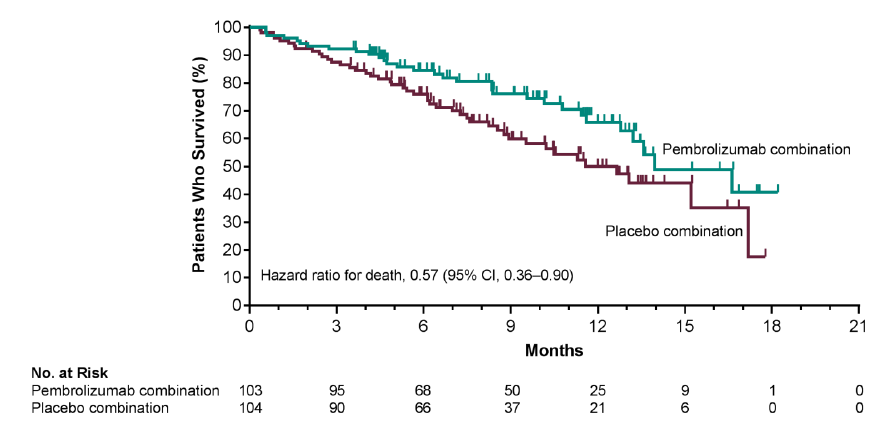 Patients Who Survived (%)
100
90
80
70
60
50
40
30
20
10
0
Pembrolizumab combination
Placebo combination
Hazard ratio for death, 0.57 (95% CI, 0.36–0.90)
0 3 6 9 12 15 18 21
Months
No. at Risk
Pembrolizumab combination 103 95 68 50 25 9 1 0
Placebo combination 104 90 66 37 21 6 0 0